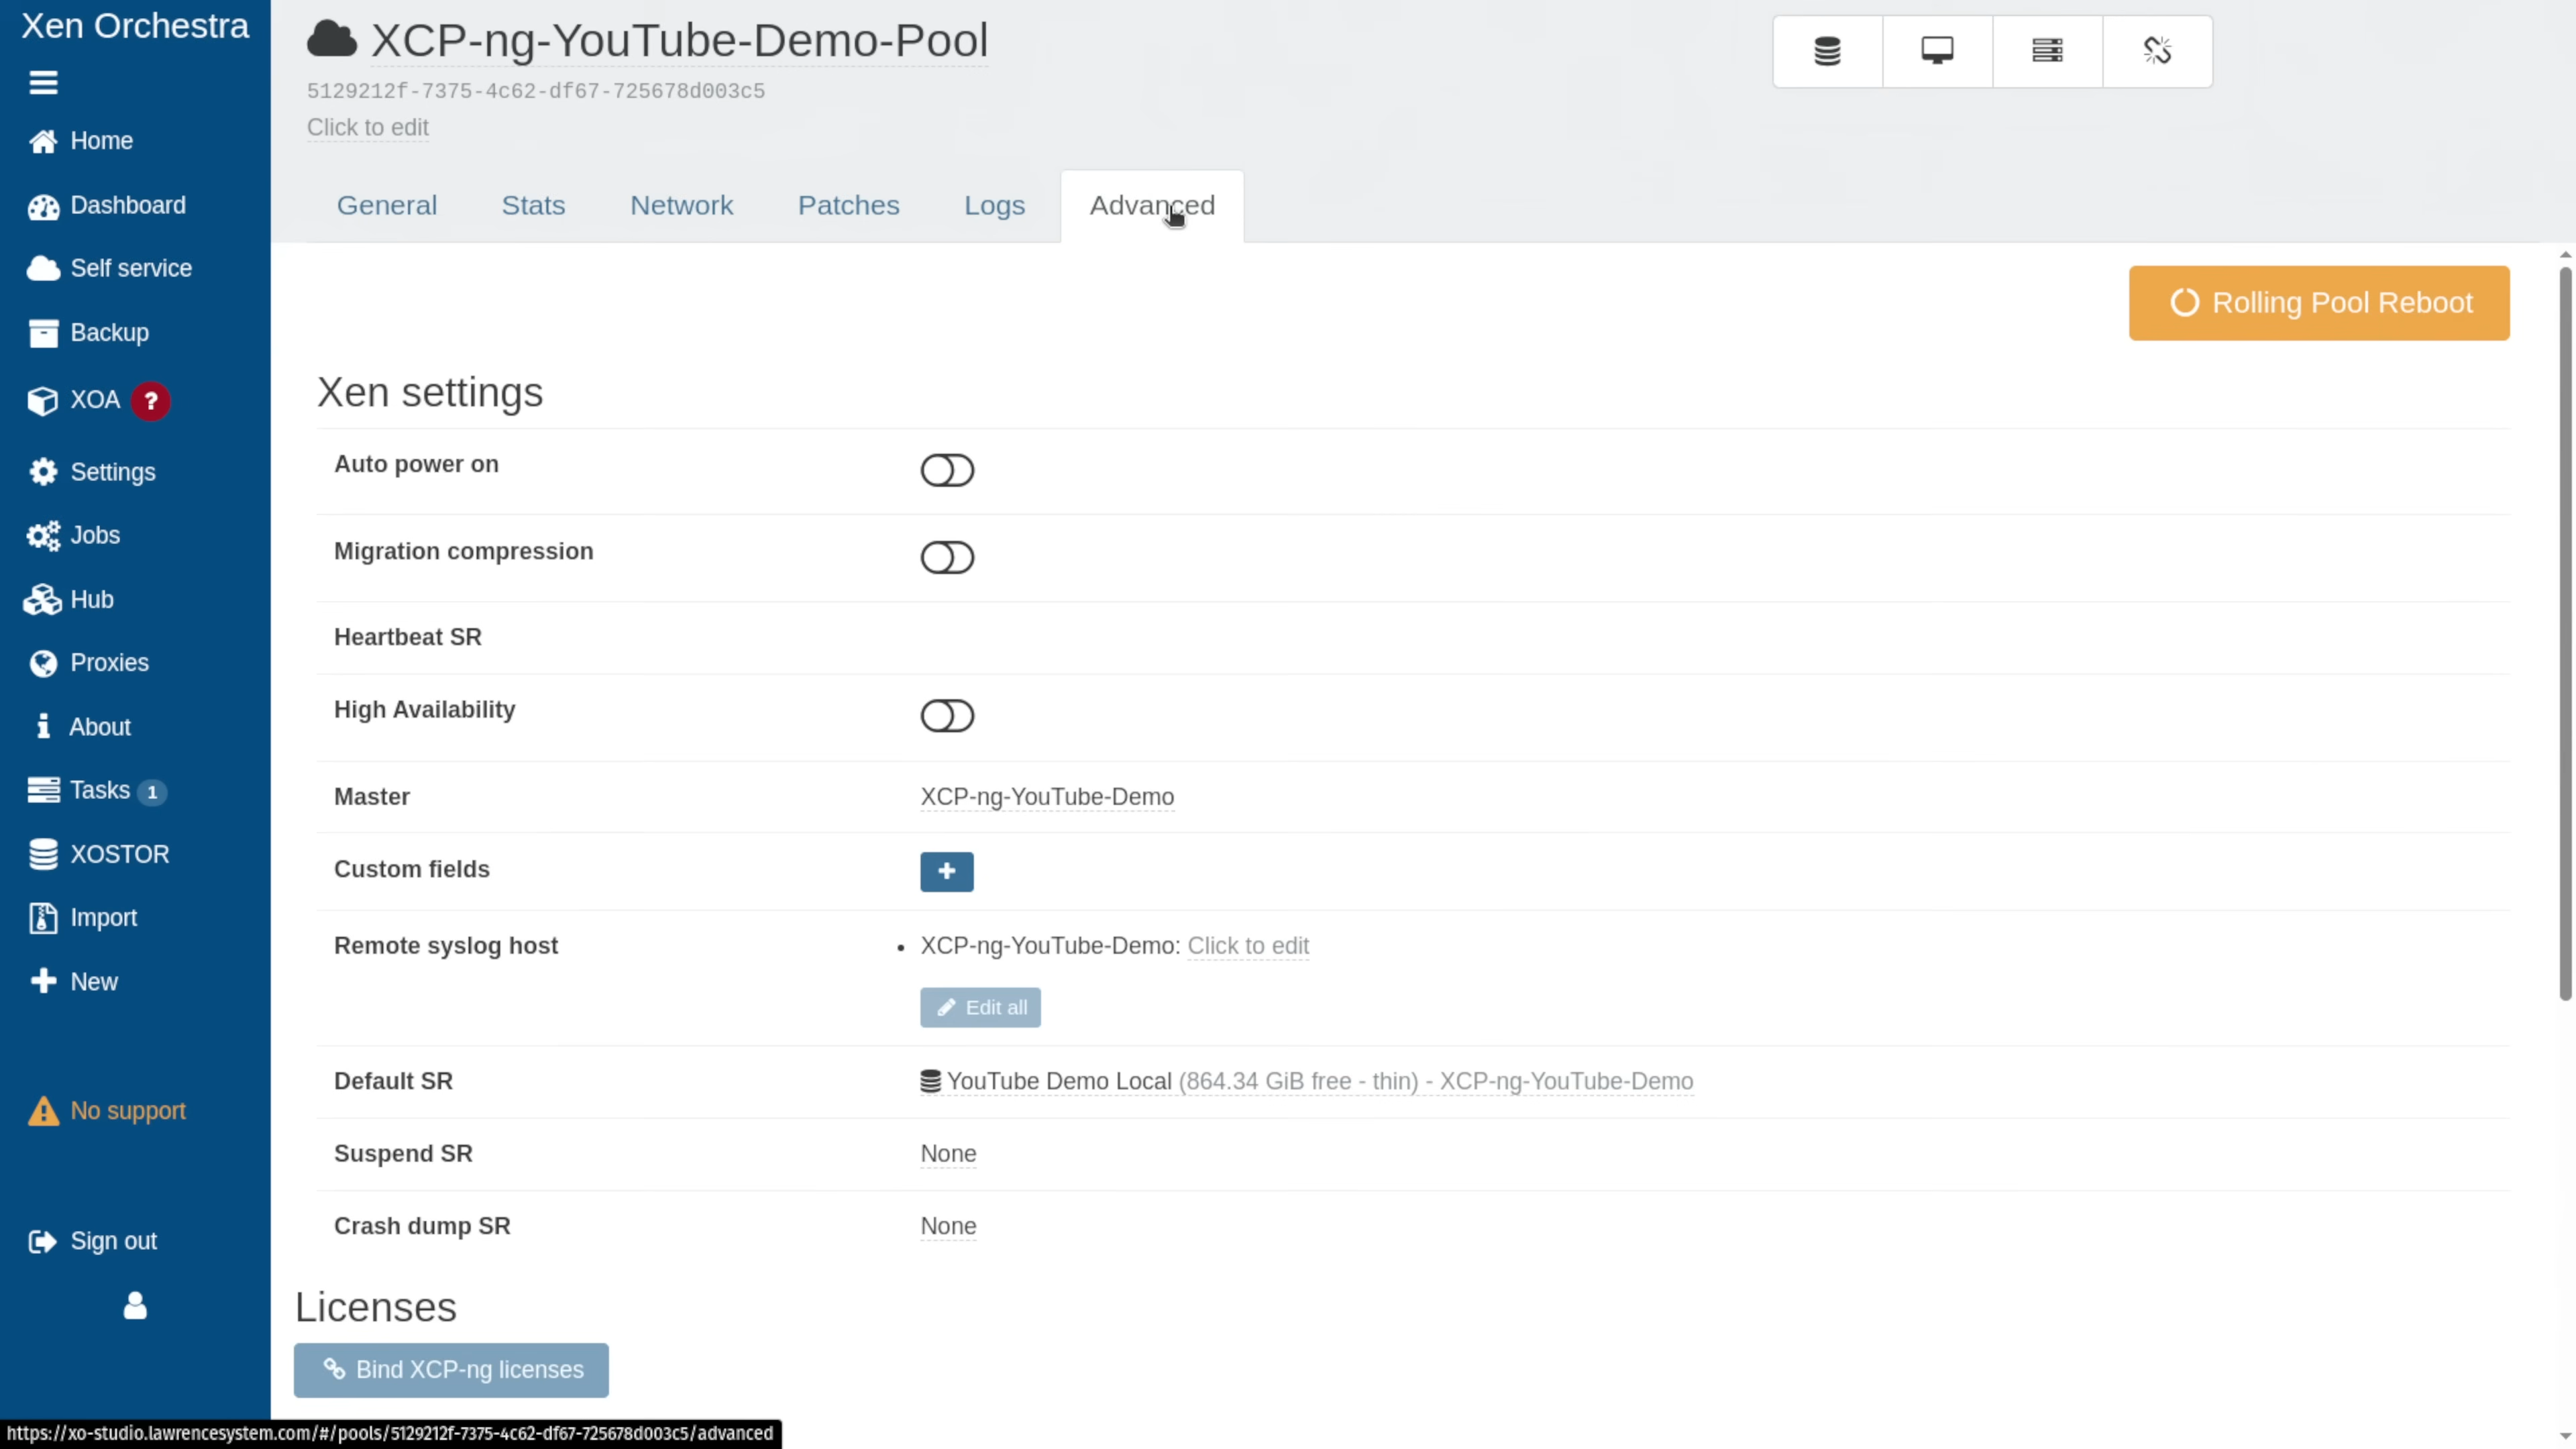 Xen Orchestra
Home
Dashboard
Self service
Backup
XOA ?
Settings
Jobs
Hub
Proxies
About
Tasks 1
XOSTOR
Import
New
No support
Sign out
XCP-ng-YouTube-Demo-Pool
5129212f-7375-4c62-df67-725678d003c5
Click to edit
General Stats Network Patches Logs Advanced
Rolling Pool Reboot
Xen settings
Auto power on
Migration compression
Heartbeat SR
High Availability
Master XCP-ng-YouTube-Demo
Custom fields
Remote syslog host • XCP-ng-YouTube-Demo: Click to edit
Edit all
Default SR YouTube Demo Local (864.34 GiB free - thin) - XCP-ng-YouTube-Demo
Suspend SR None
Crash dump SR None
Licenses
Bind XCP-ng licenses
https://xo-studio.lawrencesystem.com/#/pools/5129212f-7375-4c62-df67-725678d003c5/advanced